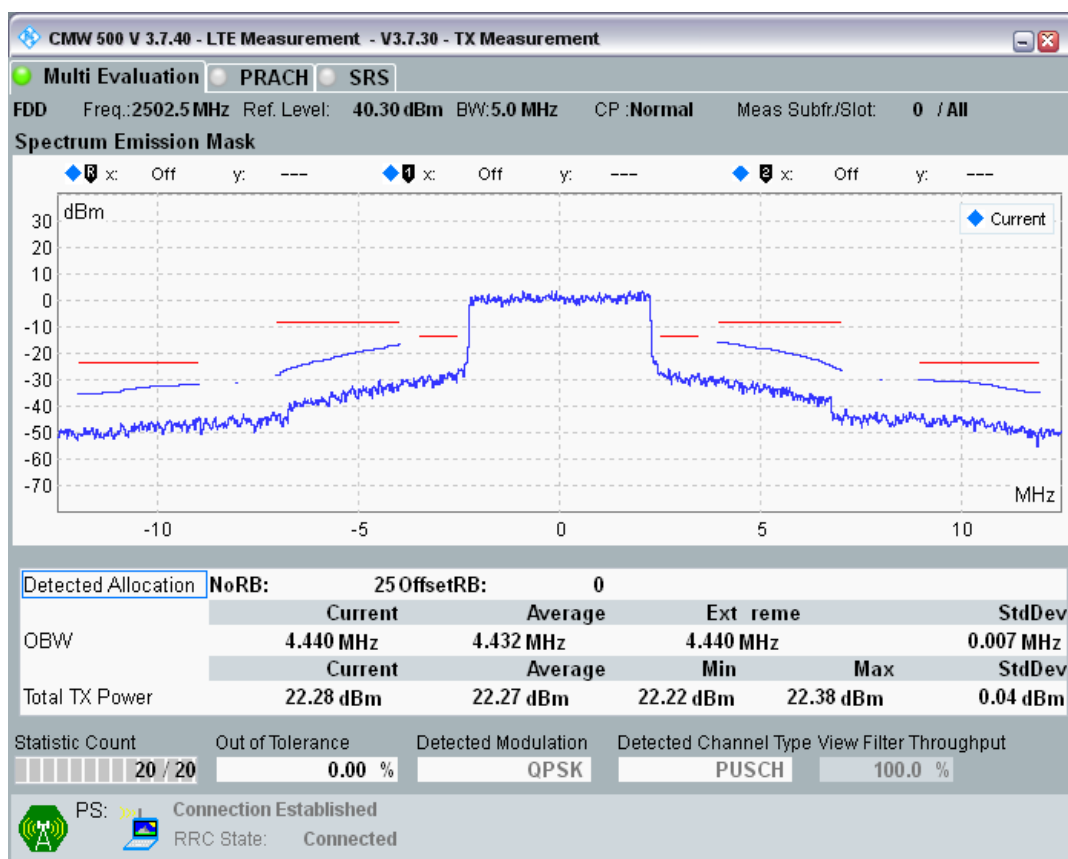 CMW 500 V 3.7.40 - LTE Measurement - V3.7.30 - TX Measurement
Multi Evaluation PRACH SRS
FDD Freq.:2502.5 MHz Ref. Level: 40.30 dBm BW:5.0 MHz CP :Normal Meas Subfr./Slot: 0 / All
Spectrum Emission Mask
R x: Off y: --- 1 x: Off y: --- 2 x: Off y: ---
dBm
Current
30
20
10
0
-10
-20
-30
-40
-50
-60
-70
MHz
-10 -5 0 5 10
Detected Allocation NoRB: 25 OffsetRB: 0
Current Average Ext reme StdDev
OBW 4.440 MHz 4.432 MHz 4.440 MHz 0.007 MHz
Current Average Min Max StdDev
Total TX Power 22.28 dBm 22.27 dBm 22.22 dBm 22.38 dBm 0.04 dBm
Statistic Count Out of Tolerance Detected Modulation Detected Channel Type View Filter Throughput
20 / 20 0.00 % QPSK PUSCH 100.0 %
PS: Connection Established
RRC State: Connected